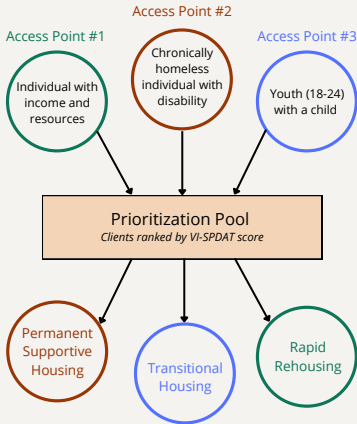 Access Point #2
Access Point #1
Access Point #3
Individual with
income and
resources
Chronically
homeless
individual with
disability
Youth (18-24)
with a child
Prioritization Pool
Clients ranked by VI-SPDAT score
Permanent
Supportive
Housing
Transitional
Housing
Rapid
Rehousing